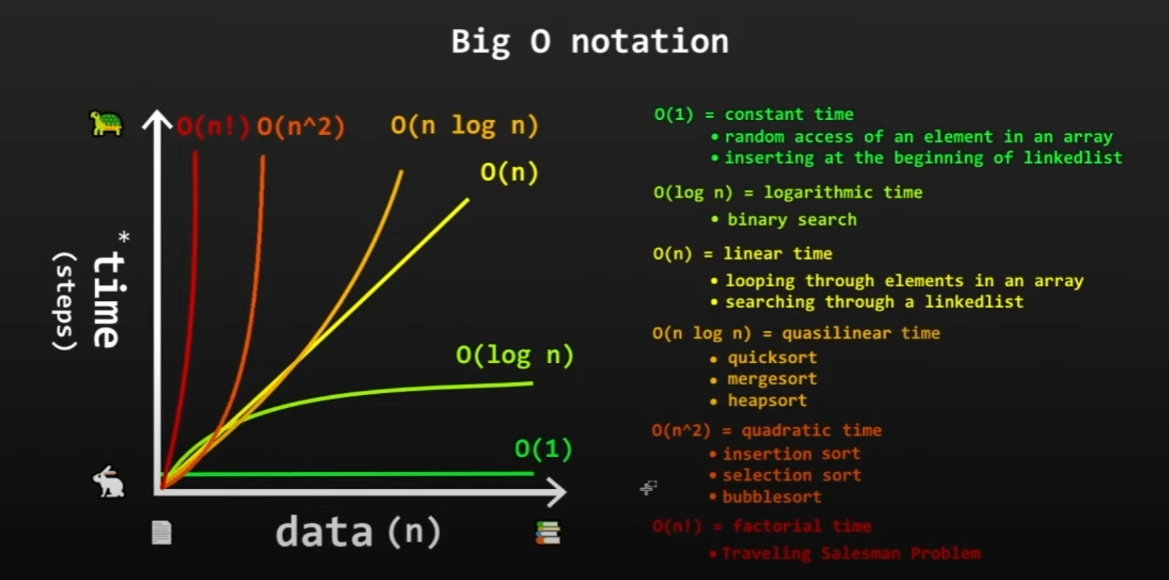 Big O notation
O(n!)
O(n^2)
O(n log n)
O(n)
O(log n)
O(1)
*time
(steps)
data (n)
O(1) = constant time
• random access of an element in an array
• inserting at the beginning of linkedlist
O(log n) = logarithmic time
• binary search
O(n) = linear time
• looping through elements in an array
• searching through a linkedlist
O(n log n) = quasilinear time
• quicksort
• mergesort
• heapsort
O(n^2) = quadratic time
• insertion sort
• selection sort
• bubblesort
O(n!) = factorial time
• Traveling Salesman Problem